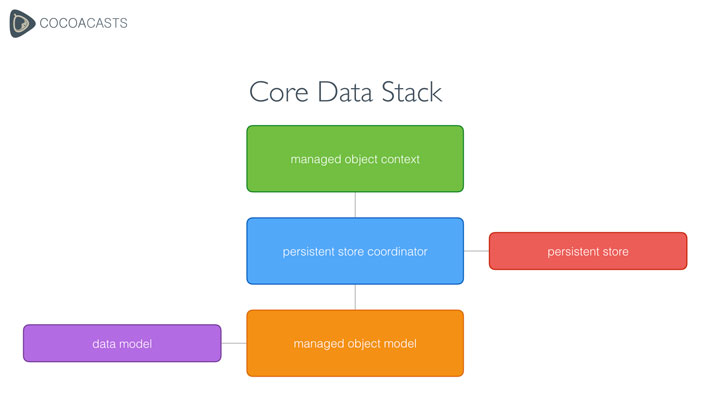 COCOACASTS
Core Data Stack
managed object context
persistent store coordinator
persistent store
data model
managed object model